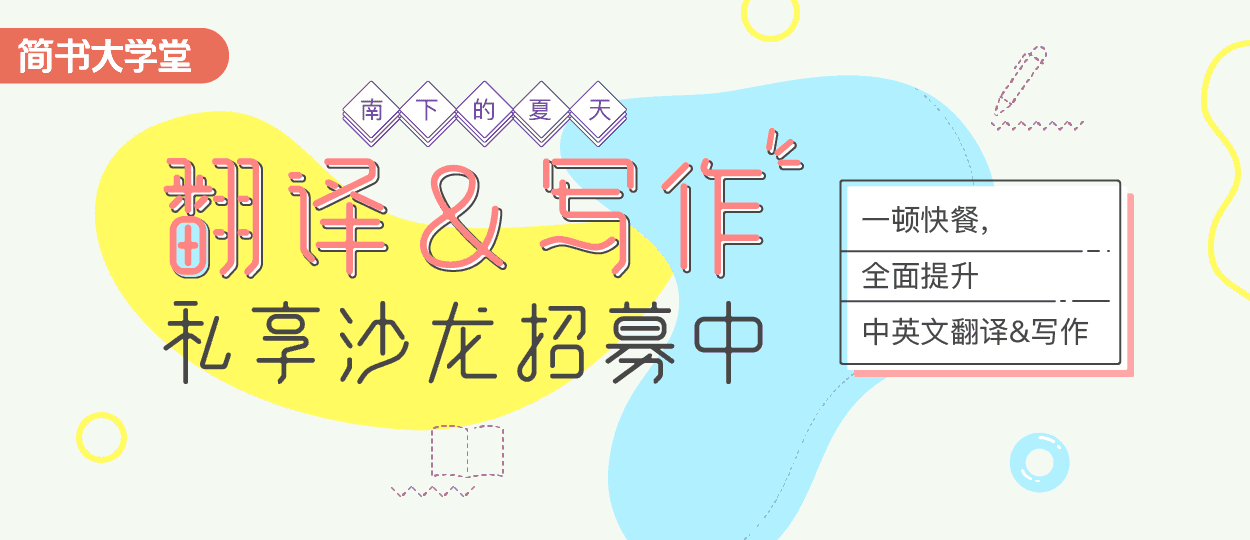 简书大学堂
南下的夏天
翻译&写作
私享沙龙招募中
一顿快餐，
全面提升
中英文翻译&写作